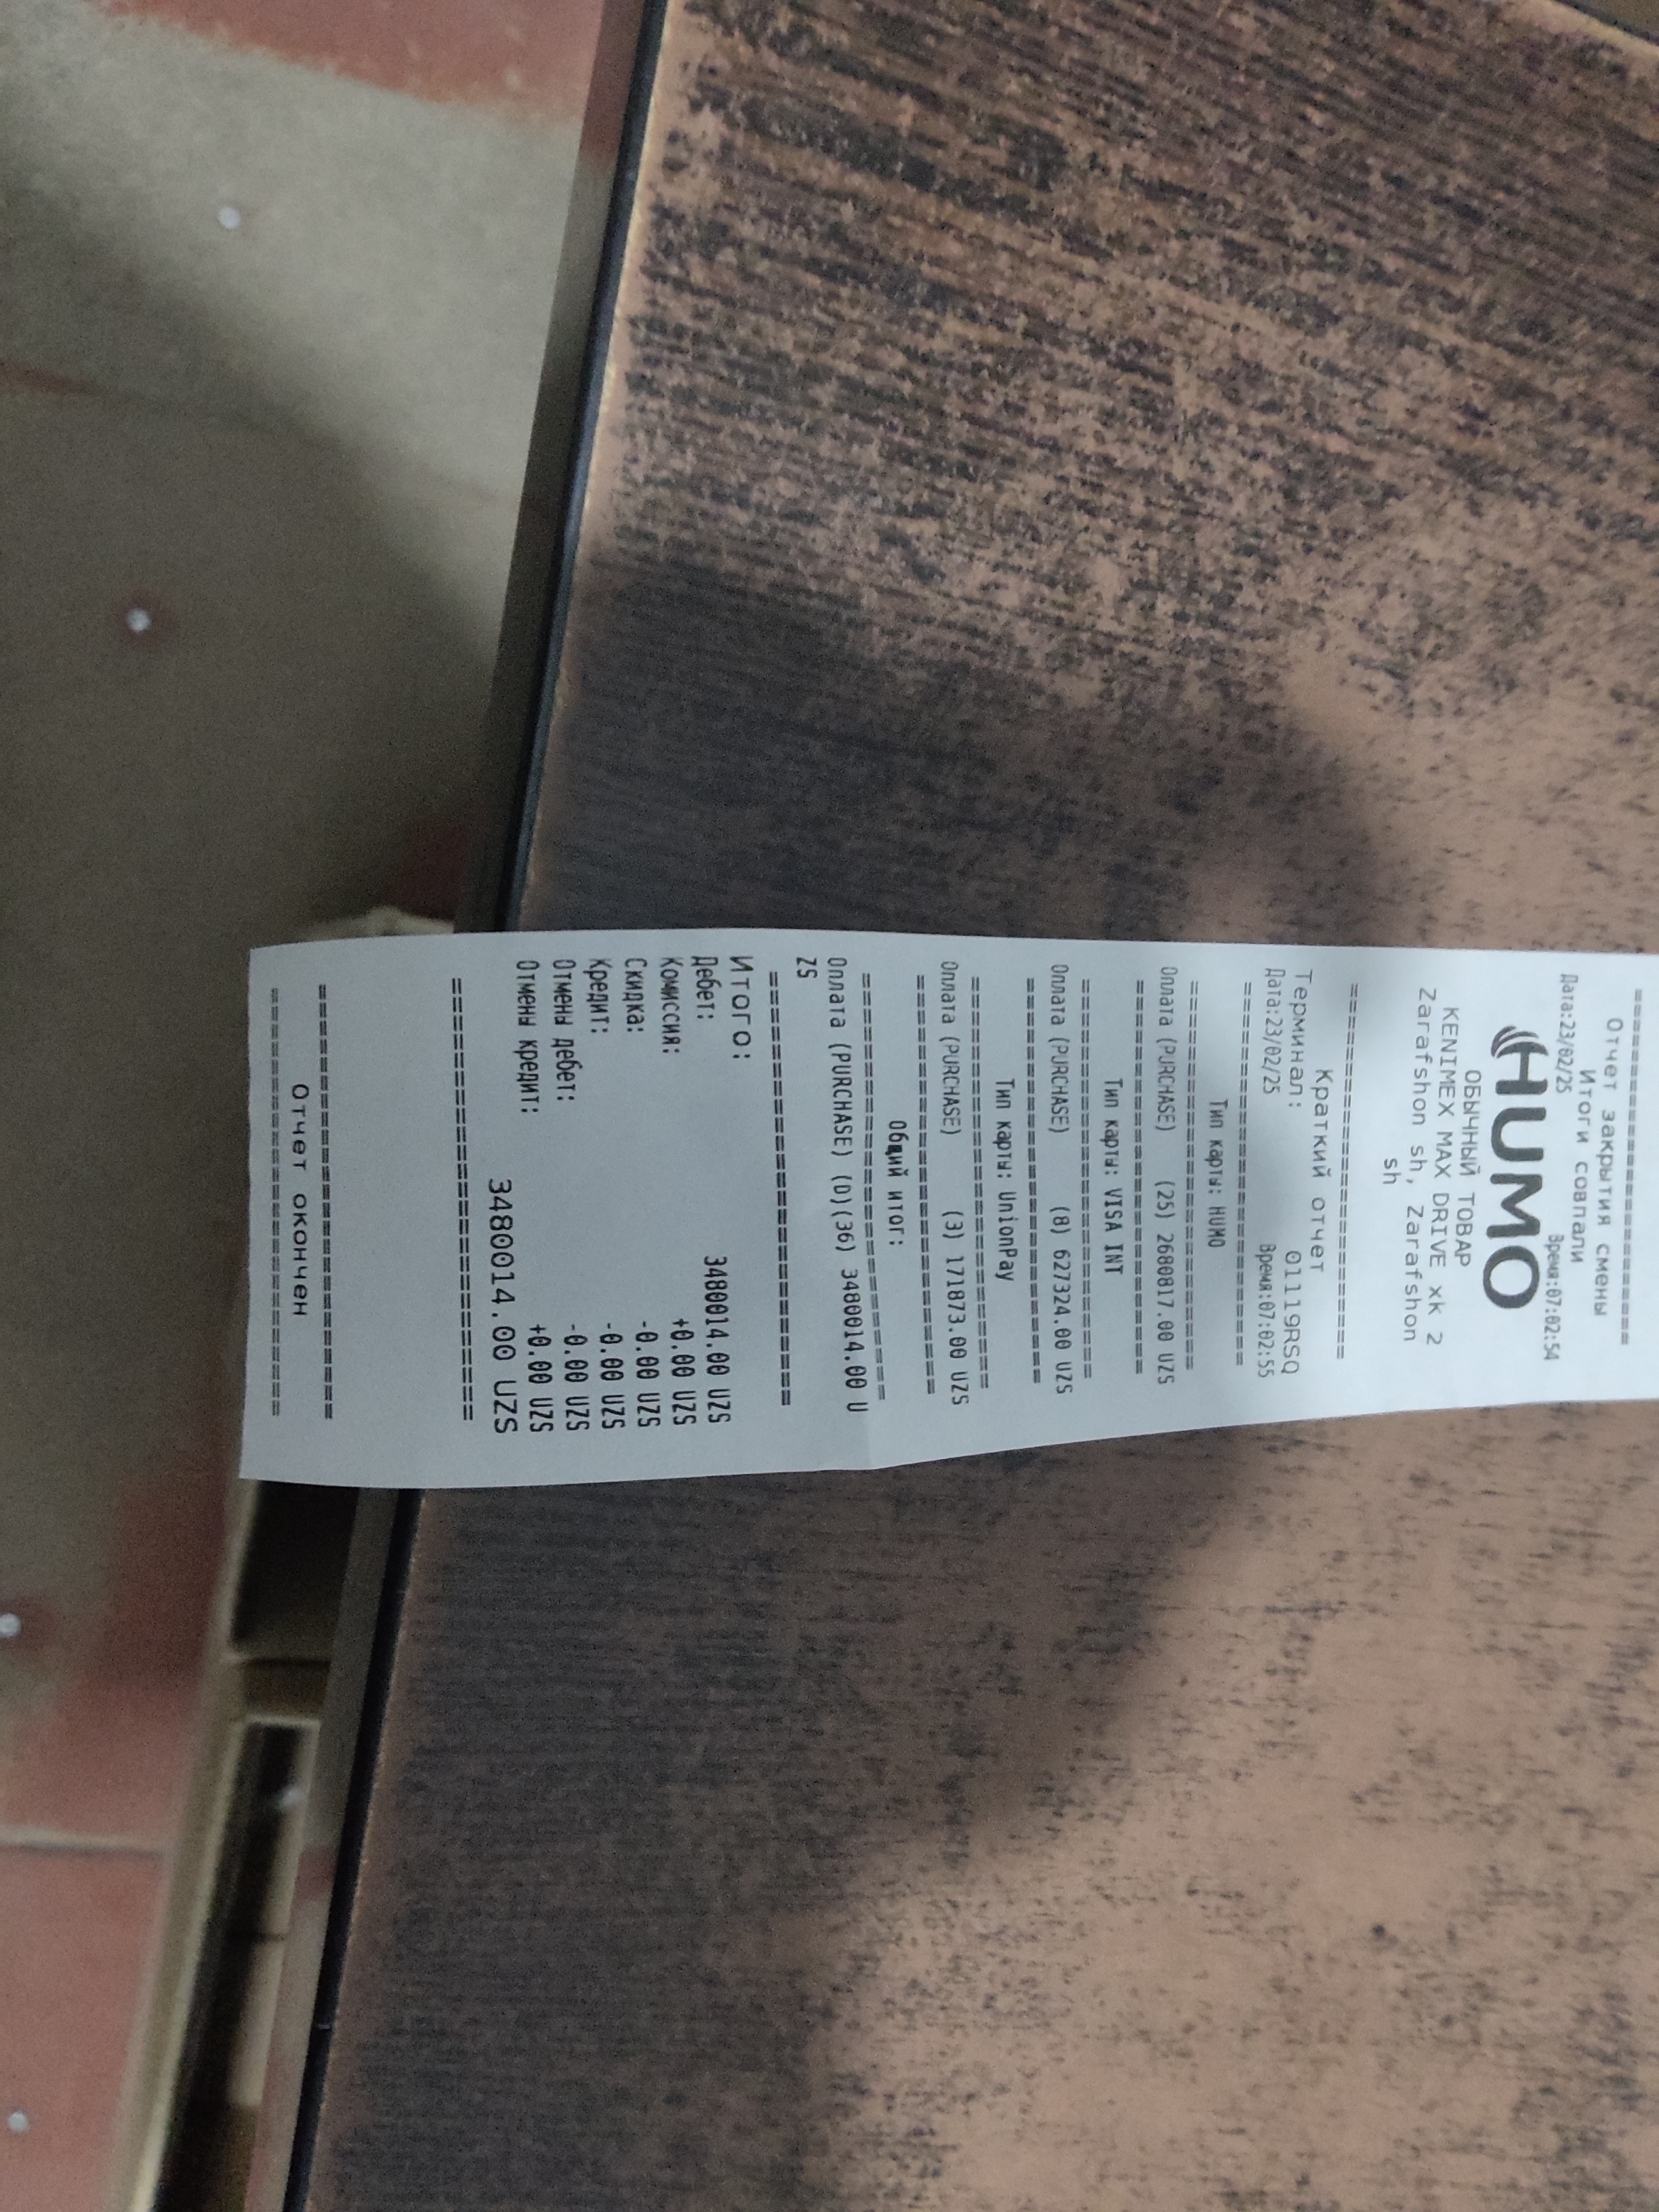 ===========================
Отчет закрытия смены
Итоги совпали
Дата:23/02/25 Время:07:02:54
HUMO
ОБЫЧНЫЙ ТОВАР
KENIMEX MAX DRIVE xk 2
Zarafshon sh, Zarafshon
sh
===========================
Краткий отчет
Терминал: 01119RSQ
Дата:23/02/25 Время:07:02:55
===========================
Тип карты: HUMO
===========================
Оплата (PURCHASE) (25) 2680817.00 UZS
===========================
===========================
Тип карты: VISA INT
===========================
Оплата (PURCHASE) (8) 627324.00 UZS
===========================
===========================
Тип карты: UnionPay
===========================
Оплата (PURCHASE) (3) 171873.00 UZS
===========================
Общий итог:
===========================
Оплата (PURCHASE) (D)(36) 3480014.00 U
ZS
===========================
Итого:
Дебет: 3480014.00 UZS
Комиссия: +0.00 UZS
Скидка: -0.00 UZS
Кредит: -0.00 UZS
Отмены дебет: -0.00 UZS
Отмены кредит: +0.00 UZS
3480014.00 UZS
===========================
===========================
Отчет окончен
===========================